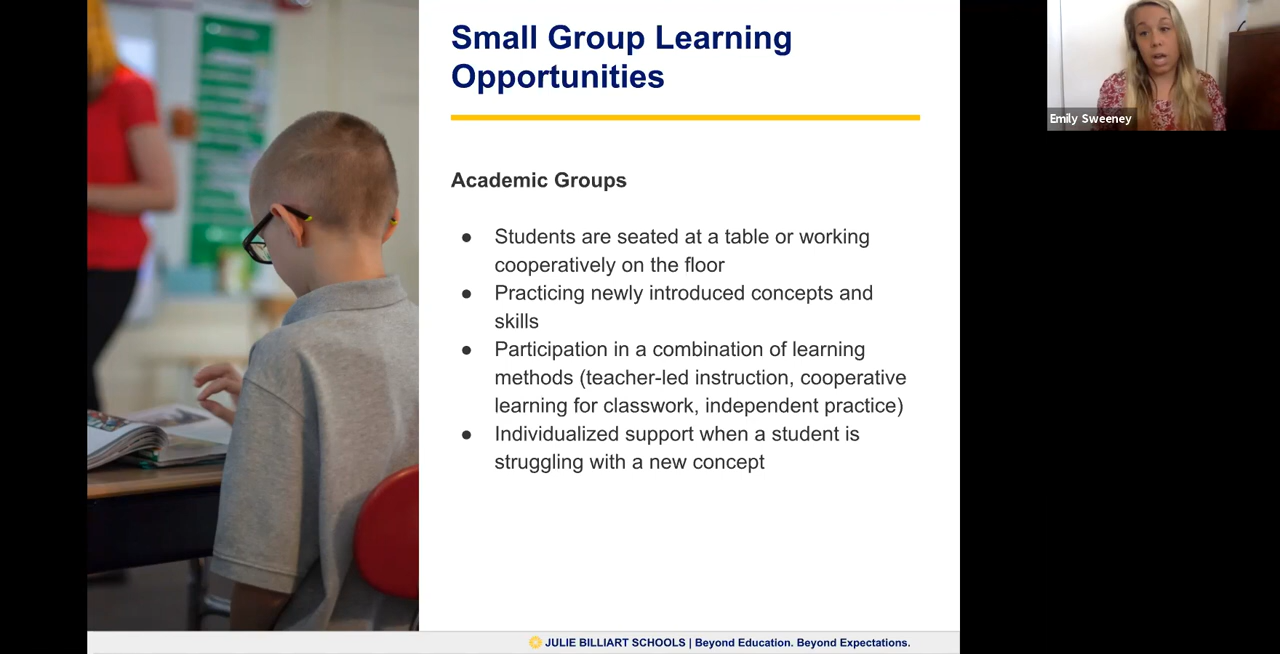 Small Group Learning
Opportunities
Academic Groups
● Students are seated at a table or working
cooperatively on the floor
● Practicing newly introduced concepts and
skills
● Participation in a combination of learning
methods (teacher-led instruction, cooperative
learning for classwork, independent practice)
● Individualized support when a student is
struggling with a new concept
JULIE BILLIART SCHOOLS | Beyond Education. Beyond Expectations.
Emily Sweeney